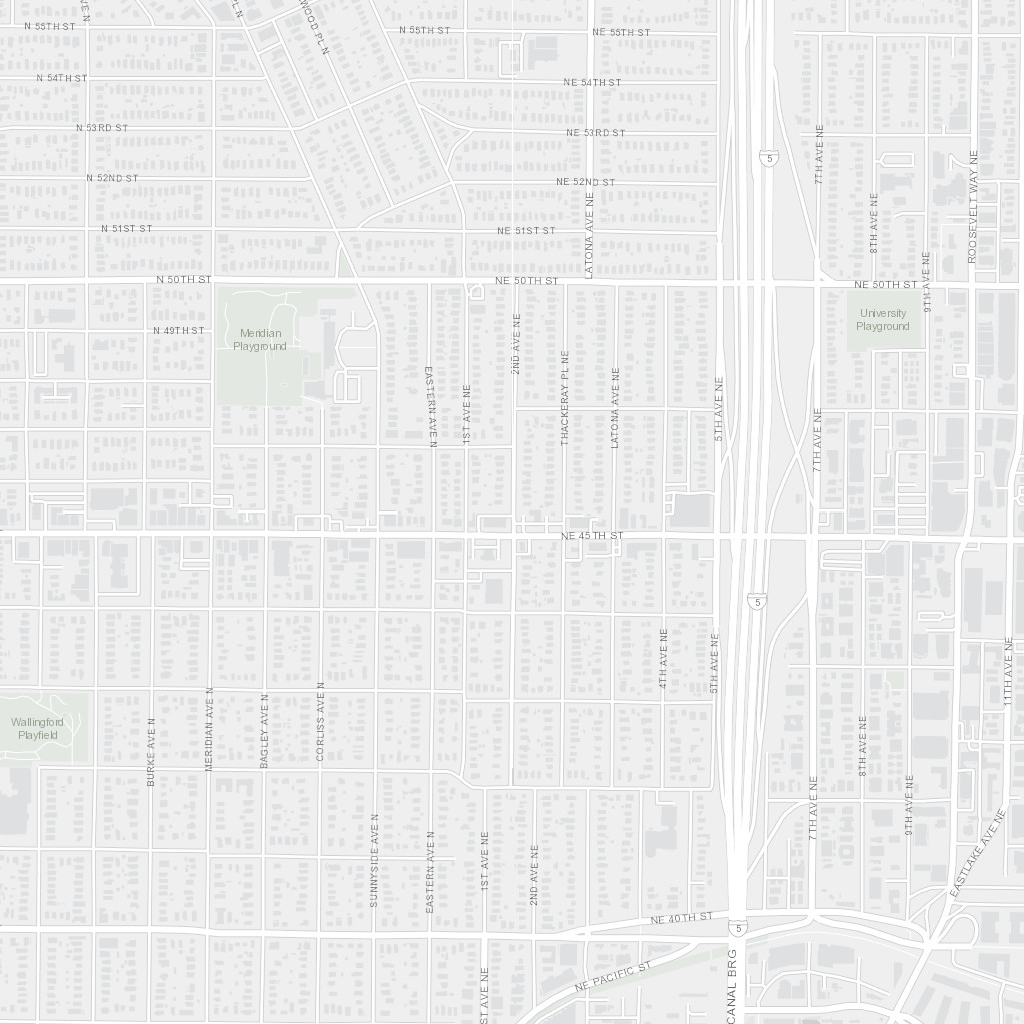 N 55TH ST
NE 55TH ST
NE 55TH ST
N 54TH ST
NE 54TH ST
N 53RD ST
NE 53RD ST
N 52ND ST
NE 52ND ST
N 51ST ST
NE 51ST ST
N 50TH ST
NE 50TH ST
NE 50TH ST
5
7TH AVE NE
8TH AVE NE
ROOSEVELT WAY NE
LATONA AVE NE
9TH AVE NE
University
Playground
N 49TH ST
Meridian
Playground
2ND AVE NE
EASTERN AVE N
1ST AVE NE
THACKERAY PL NE
LATONA AVE NE
5TH AVE NE
7TH AVE NE
NE 45TH ST
5
4TH AVE NE
5TH AVE NE
11TH AVE NE
Wallingford
Playfield
BURKE AVE N
MERIDIAN AVE N
BAGLEY AVE N
CORLISS AVE N
8TH AVE NE
7TH AVE NE
9TH AVE NE
EASTLAKE AVE NE
SUNNYSIDE AVE N
EASTERN AVE N
1ST AVE NE
2ND AVE NE
NE 40TH ST
5
NE PACIFIC ST
ST AVE NE
CANAL BRG